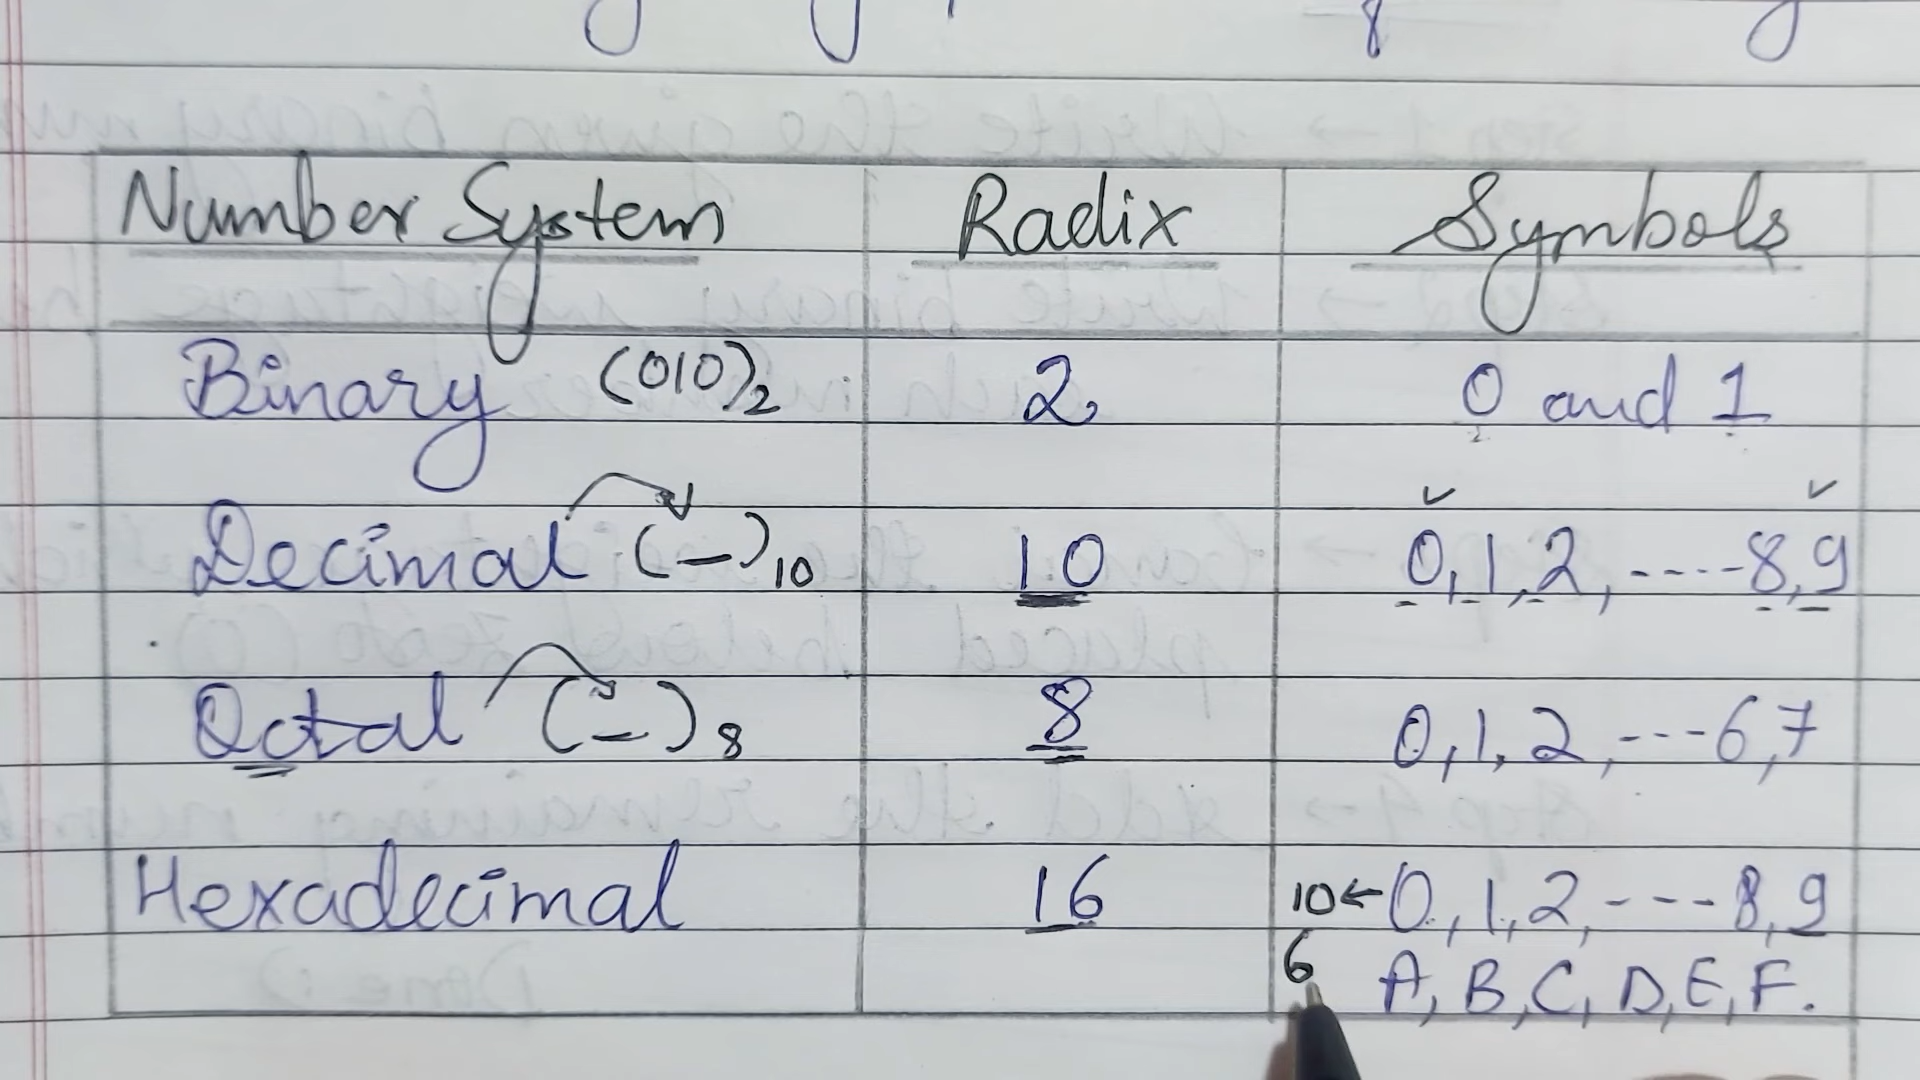 Number System Radix Symbols
Binary (010)2 2 0 and 1
Decimal (-)10 10 0,1,2,----8,9
Octal (-)8 8 0,1,2,---6,7
Hexadecimal 16 10← 0,1,2,----8,9
6 A,B,C,D,E,F.